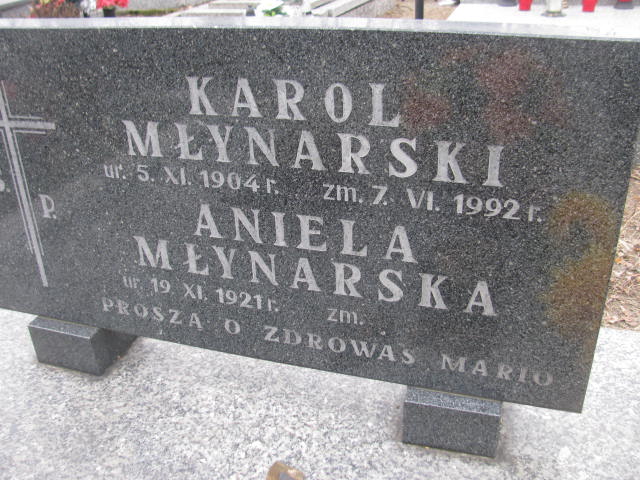 Ś. P.
KAROL
MŁYNARSKI
ur. 5. XI. 1904 r. zm. 7. VI. 1992 r.
ANIELA
MŁYNARSKA
ur. 19 XI. 1921 r. zm.
PROSZĄ O ZDROWAŚ MARIO